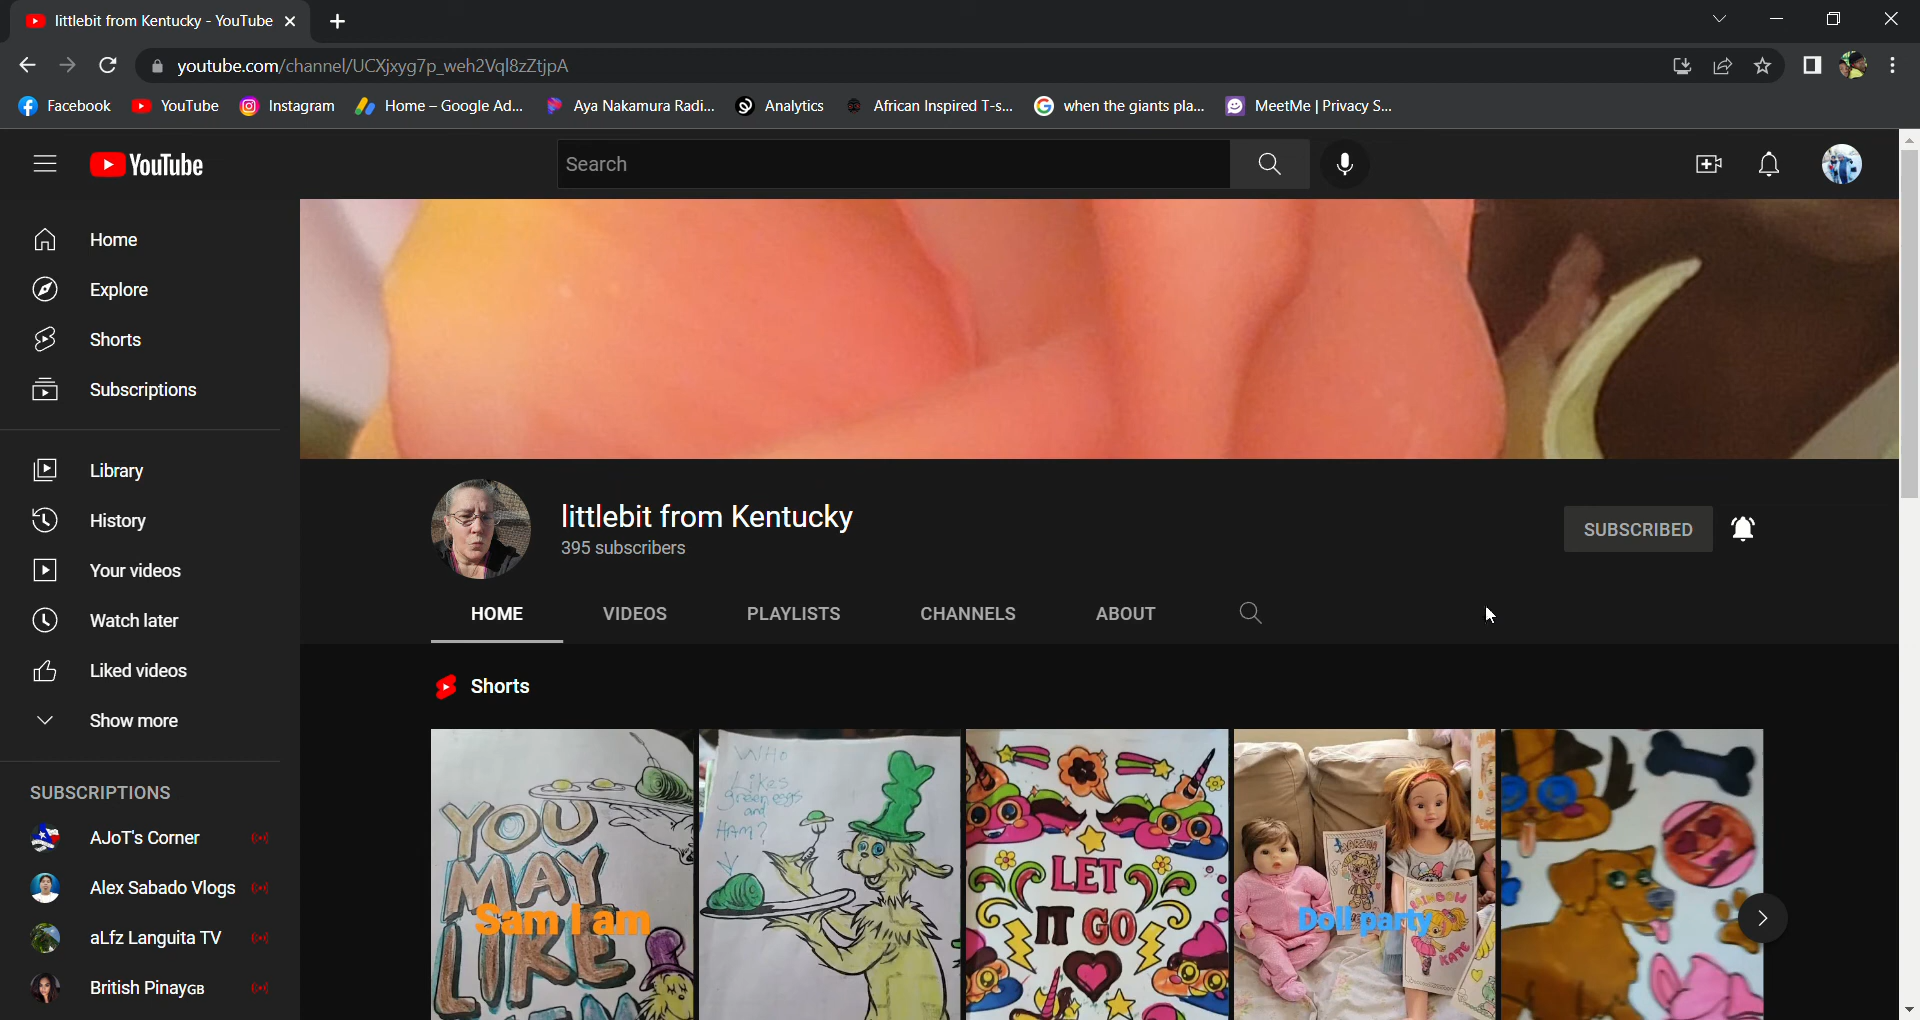 littlebit from Kentucky - YouTube
youtube.com/channel/UCXjxyg7p_weh2Vql8zZtjpA
Facebook YouTube Instagram Home – Google Ad... Aya Nakamura Radi... Analytics African Inspired T-s... when the giants pla... MeetMe | Privacy S...
YouTube
Search
Home
Explore
Shorts
Subscriptions
Library
History
Your videos
Watch later
Liked videos
Show more
SUBSCRIPTIONS
AJoT's Corner
Alex Sabado Vlogs
aLfz Languita TV
British PinayGB
littlebit from Kentucky
395 subscribers
SUBSCRIBED
HOME VIDEOS PLAYLISTS CHANNELS ABOUT
Shorts
YOU
MAY
LIKE
Sam I am
WHO
Likes
green eggs
and
HAM?
LET
IT GO
Doll party
RAINBOW
KATE